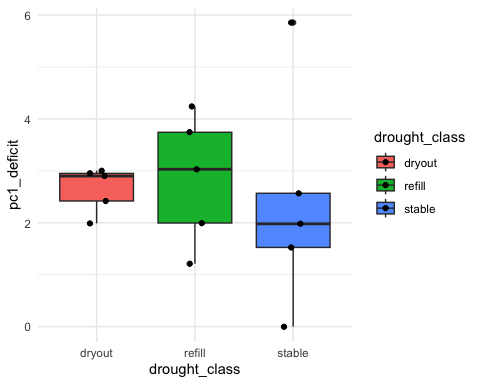 6
4
2
0
pc1_deficit
dryout
refill
stable
drought_class
drought_class
dryout
refill
stable